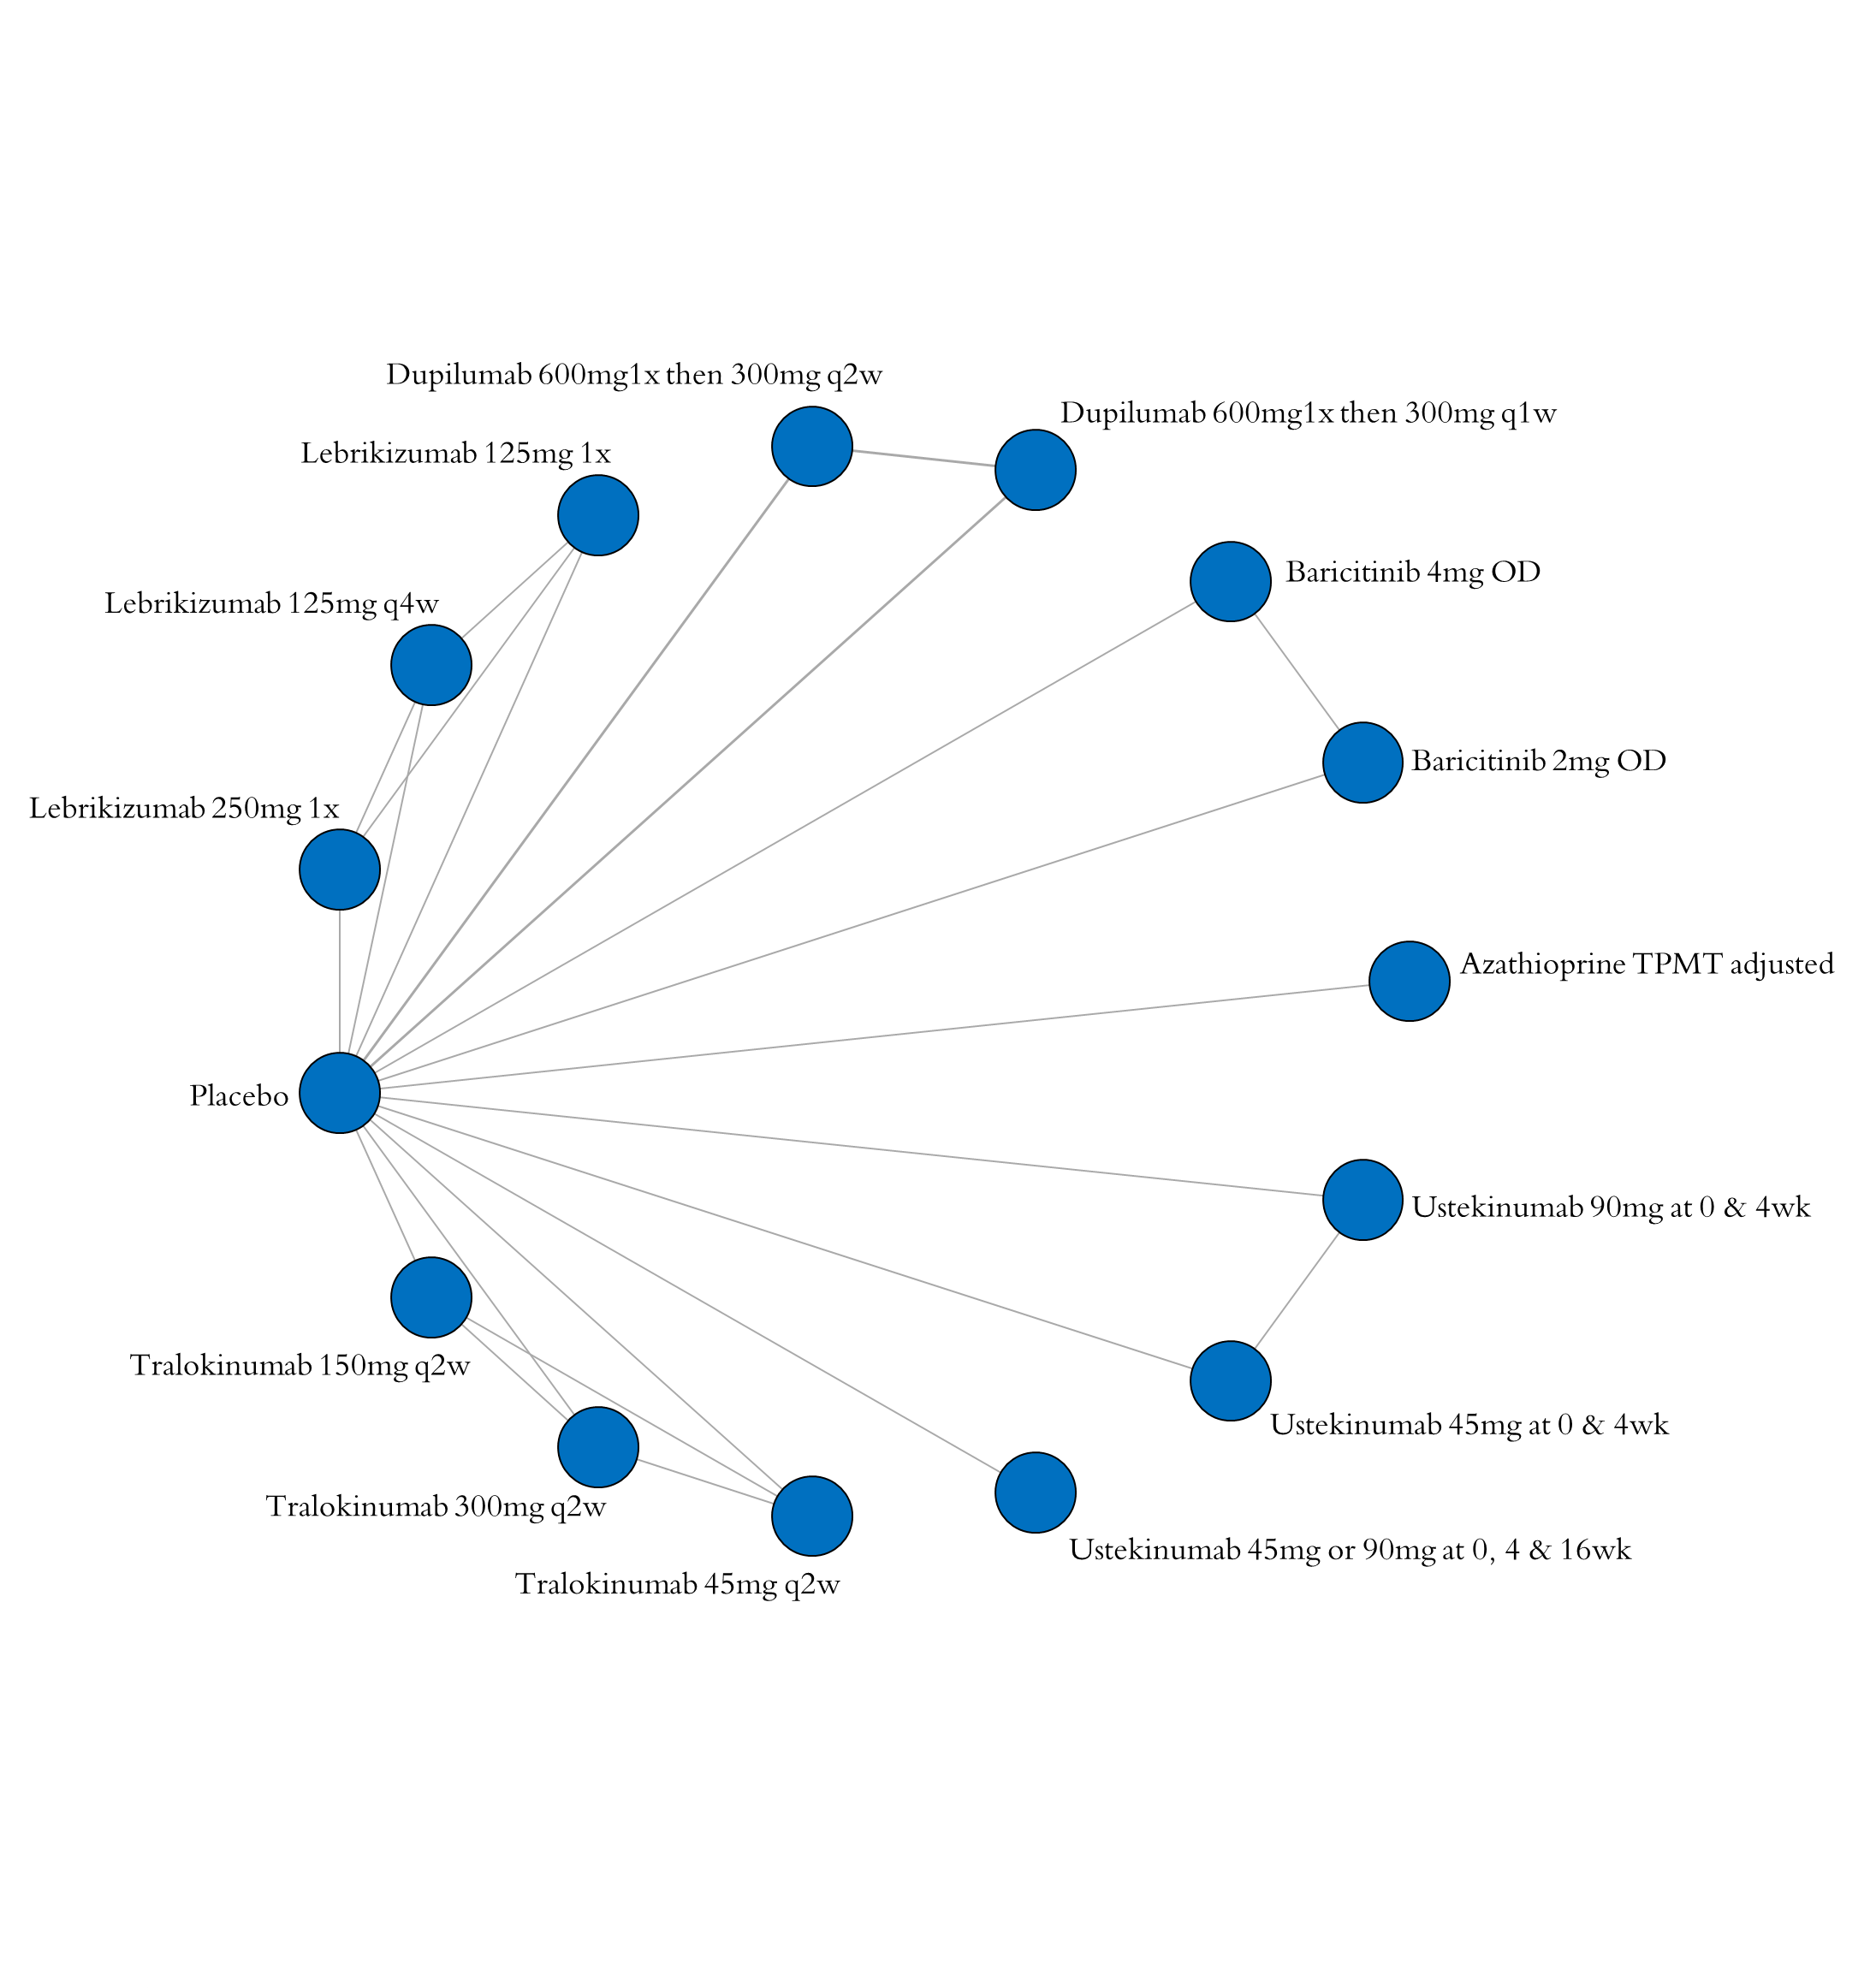 Dupilumab 600mg1x then 300mg q2w
Dupilumab 600mg1x then 300mg q1w
Lebrikizumab 125mg 1x
Baricitinib 4mg OD
Lebrikizumab 125mg q4w
Baricitinib 2mg OD
Lebrikizumab 250mg 1x
Azathioprine TPMT adjusted
Placebo
Ustekinumab 90mg at 0 & 4wk
Tralokinumab 150mg q2w
Ustekinumab 45mg at 0 & 4wk
Tralokinumab 300mg q2w
Ustekinumab 45mg or 90mg at 0, 4 & 16wk
Tralokinumab 45mg q2w